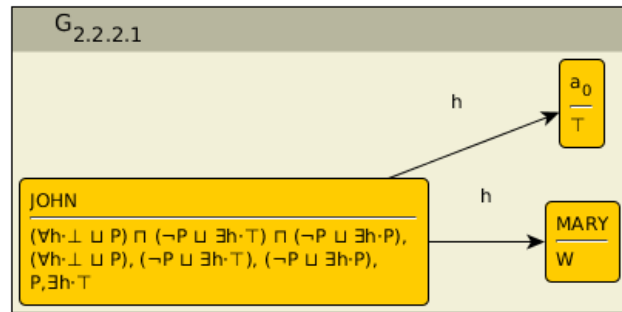 G2.2.2.1
a0
⊤
h
h
JOHN
(∀h·⊥ ⊔ P) ⊓ (¬P ⊔ ∃h·⊤) ⊓ (¬P ⊔ ∃h·P),
(∀h·⊥ ⊔ P), (¬P ⊔ ∃h·⊤), (¬P ⊔ ∃h·P),
P,∃h·⊤
MARY
W